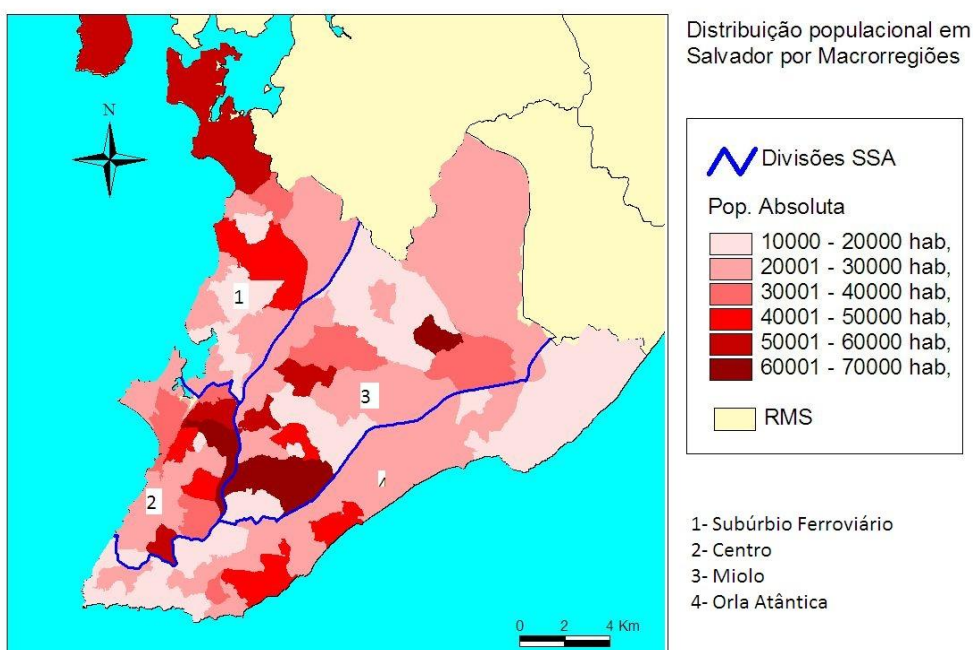 Distribuição populacional em
Salvador por Macrorregiões
N
Divisões SSA
Pop. Absoluta
10000 - 20000 hab,
20001 - 30000 hab,
30001 - 40000 hab,
40001 - 50000 hab,
50001 - 60000 hab,
60001 - 70000 hab,
RMS
1
3
2
1- Subúrbio Ferroviário
2- Centro
3- Miolo
4- Orla Atântica
0 2 4 Km